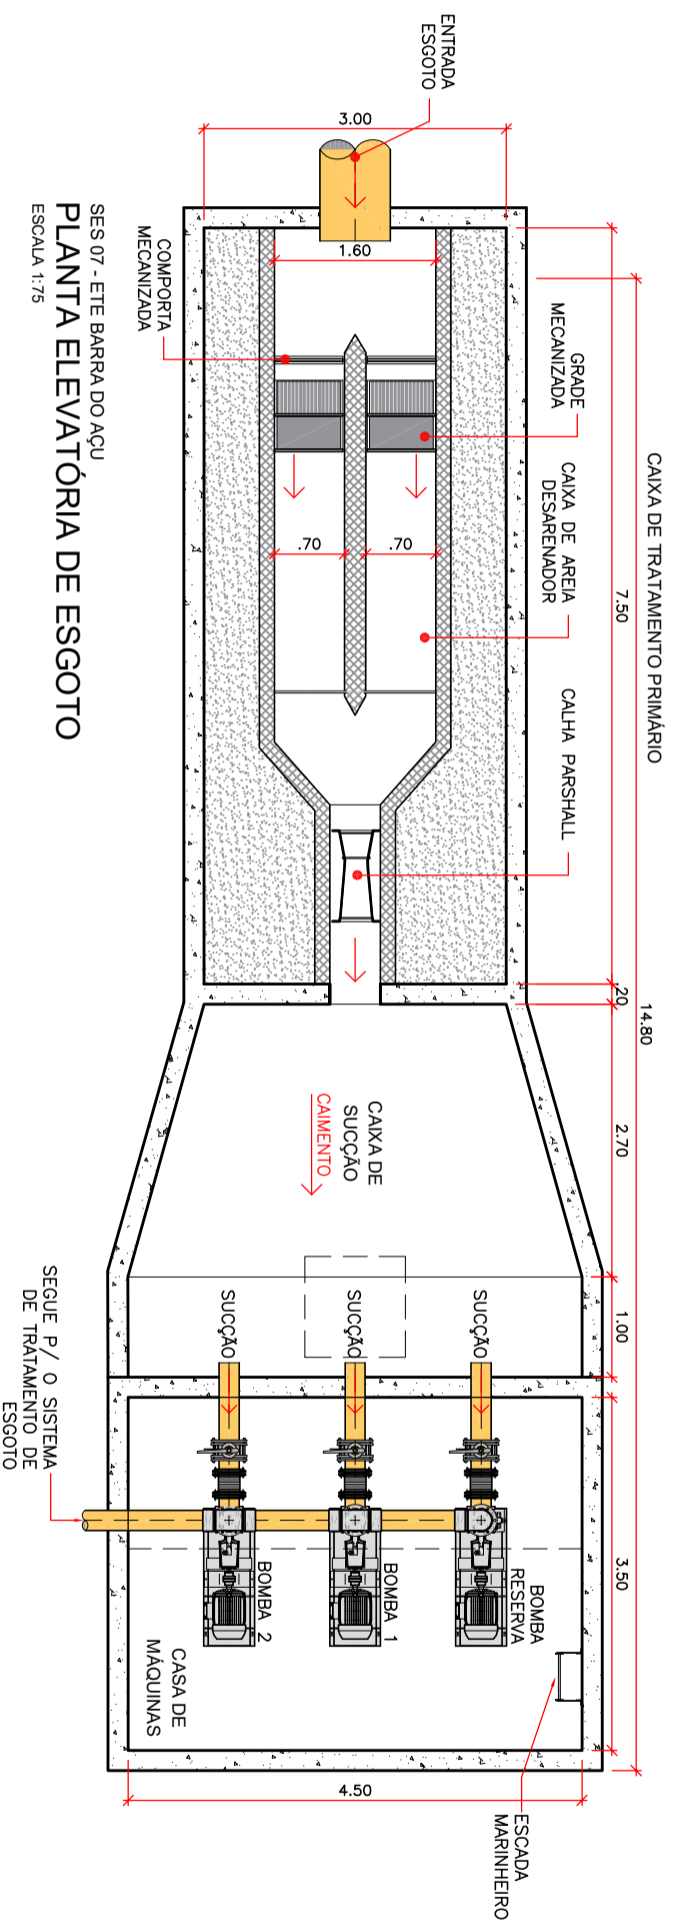 CAIXA DE TRATAMENTO PRIMÁRIO
14.80
7.50
.20
2.70
1.00
3.50
ENTRADA
ESGOTO
3.00
1.60
GRADE
MECANIZADA
CAIXA DE AREIA
DESARENADOR
CALHA PARSHALL
COMPORTA
MECANIZADA
.70
.70
CAIXA DE
SUCÇÃO
CAIMENTO
SUCÇÃO
SUCÇÃO
SUCÇÃO
BOMBA
RESERVA
BOMBA 1
BOMBA 2
CASA DE
MÁQUINAS
4.50
ESCADA
MARINHEIRO
SEGUE P/ O SISTEMA
DE TRATAMENTO DE
ESGOTO
SES 07 - ETE BARRA DO AÇU
PLANTA ELEVATÓRIA DE ESGOTO
ESCALA 1:75